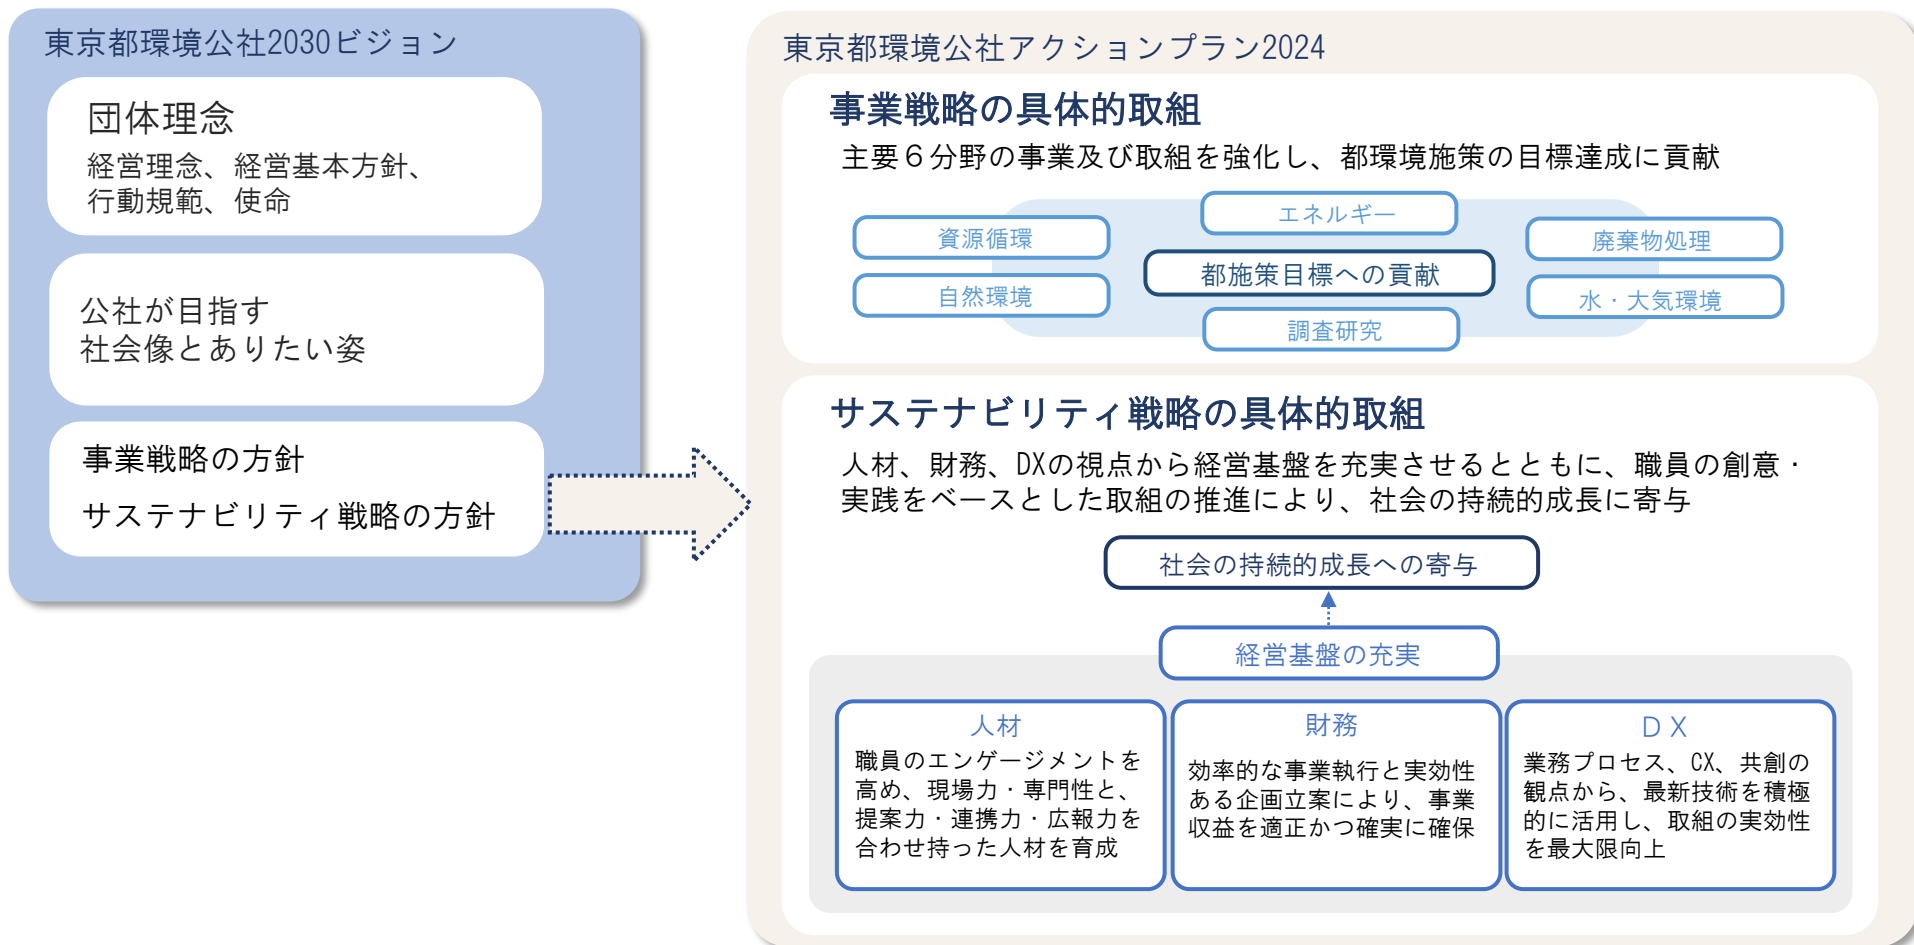 東京都環境公社2030ビジョン
団体理念
経営理念、経営基本方針、
行動規範、使命
公社が目指す
社会像とありたい姿
事業戦略の方針
サステナビリティ戦略の方針
東京都環境公社アクションプラン2024
事業戦略の具体的取組
主要６分野の事業及び取組を強化し、都環境施策の目標達成に貢献
エネルギー
資源循環
廃棄物処理
都施策目標への貢献
自然環境
水・大気環境
調査研究
サステナビリティ戦略の具体的取組
人材、財務、DXの視点から経営基盤を充実させるとともに、職員の創意・
実践をベースとした取組の推進により、社会の持続的成長に寄与
社会の持続的成長への寄与
経営基盤の充実
人材
職員のエンゲージメントを
高め、現場力・専門性と、
提案力・連携力・広報力を
合わせ持った人材を育成
財務
効率的な事業執行と実効性
ある企画立案により、事業
収益を適正かつ確実に確保
ＤＸ
業務プロセス、CX、共創の
観点から、最新技術を積極
的に活用し、取組の実効性
を最大限向上